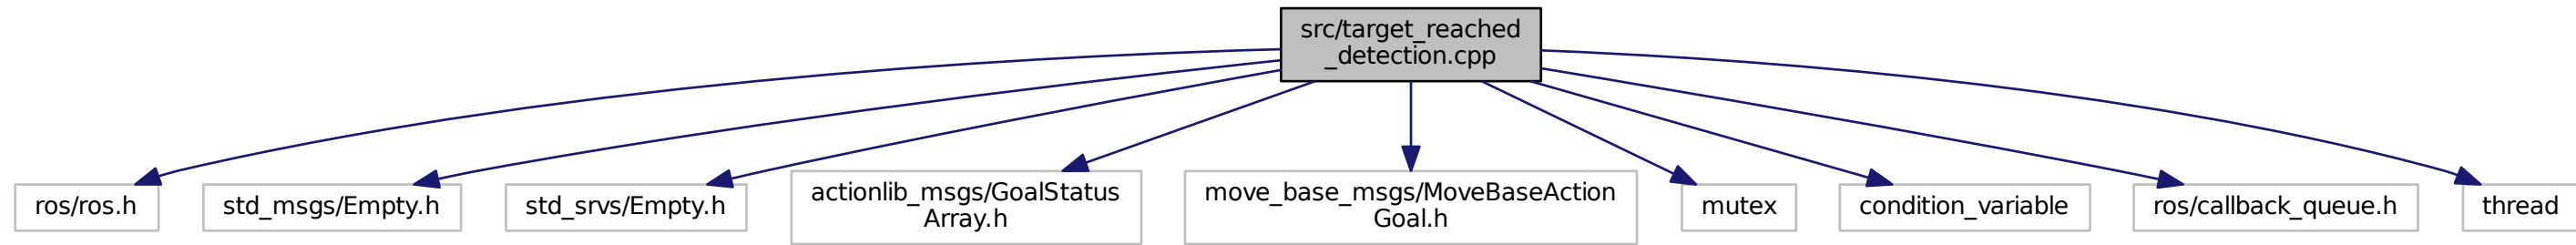 src/target_reached
_detection.cpp
ros/ros.h
std_msgs/Empty.h
std_srvs/Empty.h
actionlib_msgs/GoalStatus
Array.h
move_base_msgs/MoveBaseAction
Goal.h
mutex
condition_variable
ros/callback_queue.h
thread